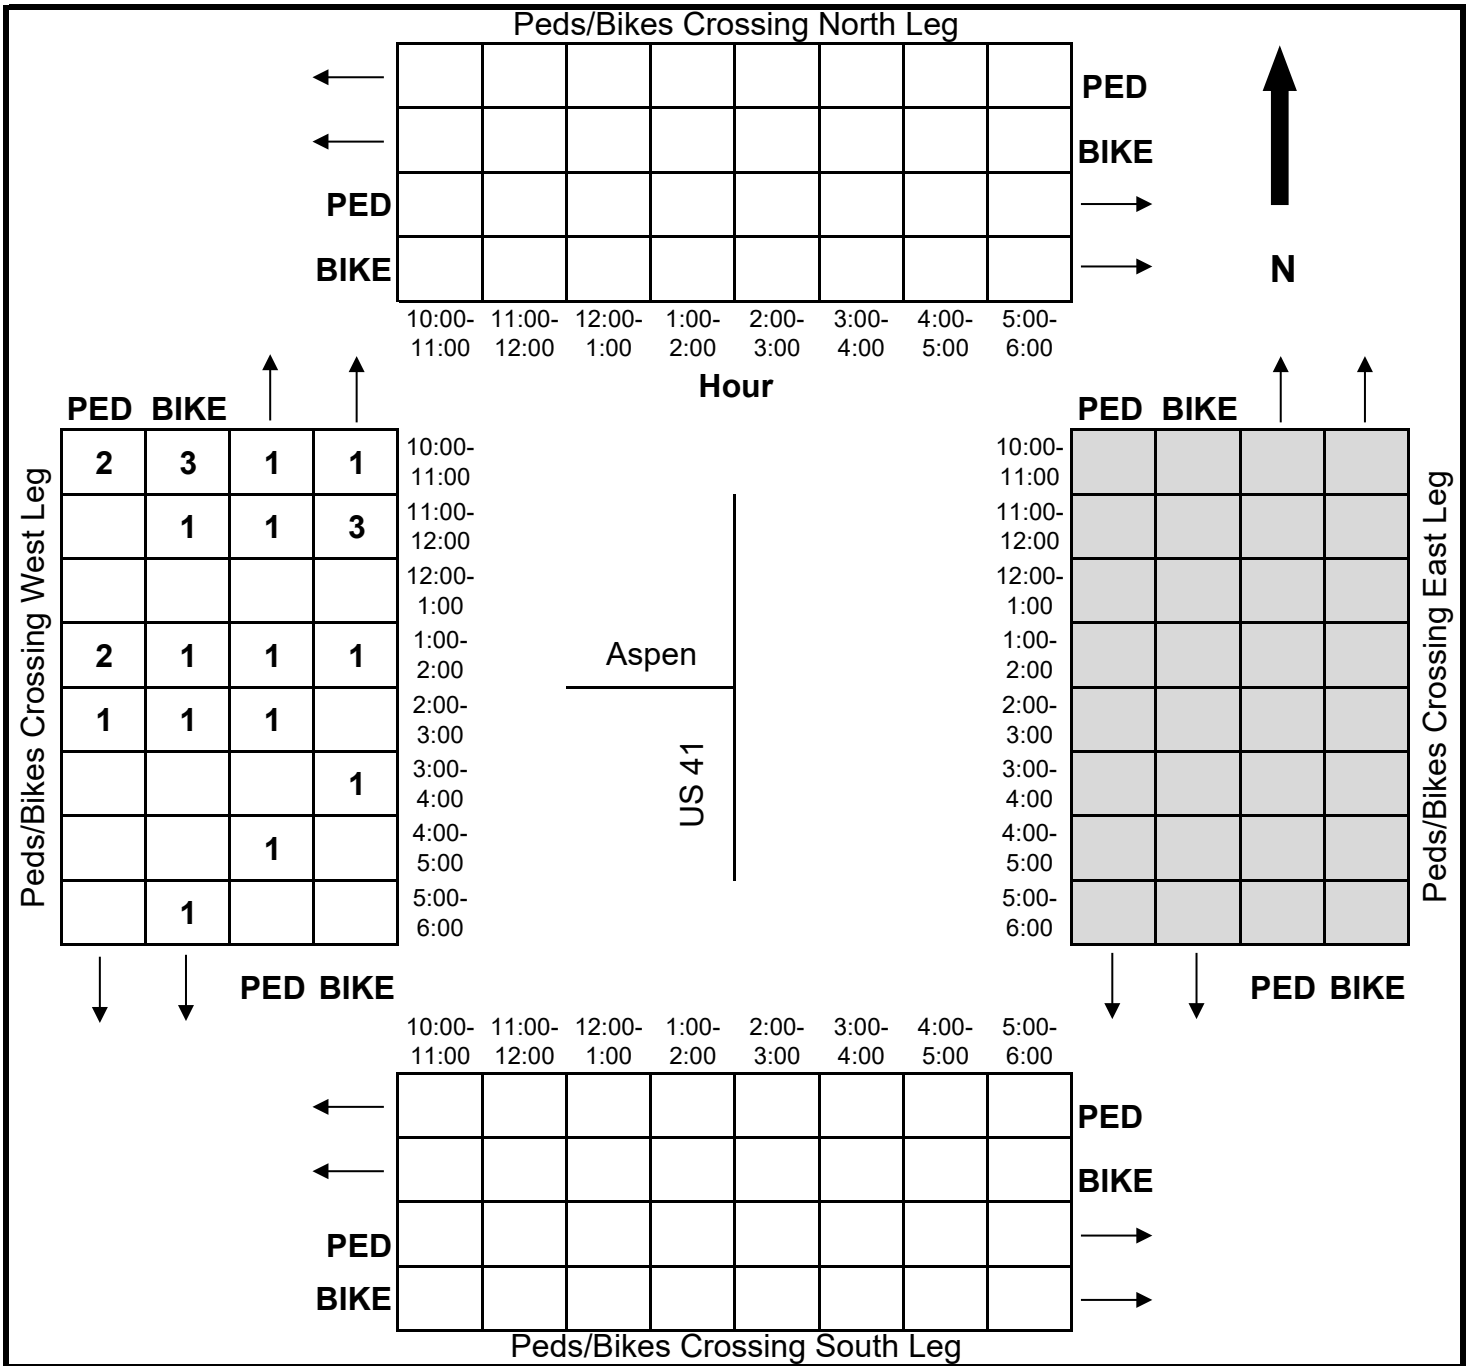 Peds/Bikes Crossing North Leg
PED
BIKE
PED
BIKE
N
10:00- 11:00- 12:00- 1:00- 2:00- 3:00- 4:00- 5:00-
11:00 12:00 1:00 2:00 3:00 4:00 5:00 6:00
Hour
Peds/Bikes Crossing West Leg
PED BIKE
2 3 1 1
1 1 3
2 1 1 1
1 1 1
1
1
1
PED BIKE
10:00-
11:00
11:00-
12:00
12:00-
1:00
1:00-
2:00
2:00-
3:00
3:00-
4:00
4:00-
5:00
5:00-
6:00
Aspen
US 41
10:00-
11:00
11:00-
12:00
12:00-
1:00
1:00-
2:00
2:00-
3:00
3:00-
4:00
4:00-
5:00
5:00-
6:00
PED BIKE
PED BIKE
Peds/Bikes Crossing East Leg
10:00- 11:00- 12:00- 1:00- 2:00- 3:00- 4:00- 5:00-
11:00 12:00 1:00 2:00 3:00 4:00 5:00 6:00
PED
BIKE
PED
BIKE
Peds/Bikes Crossing South Leg